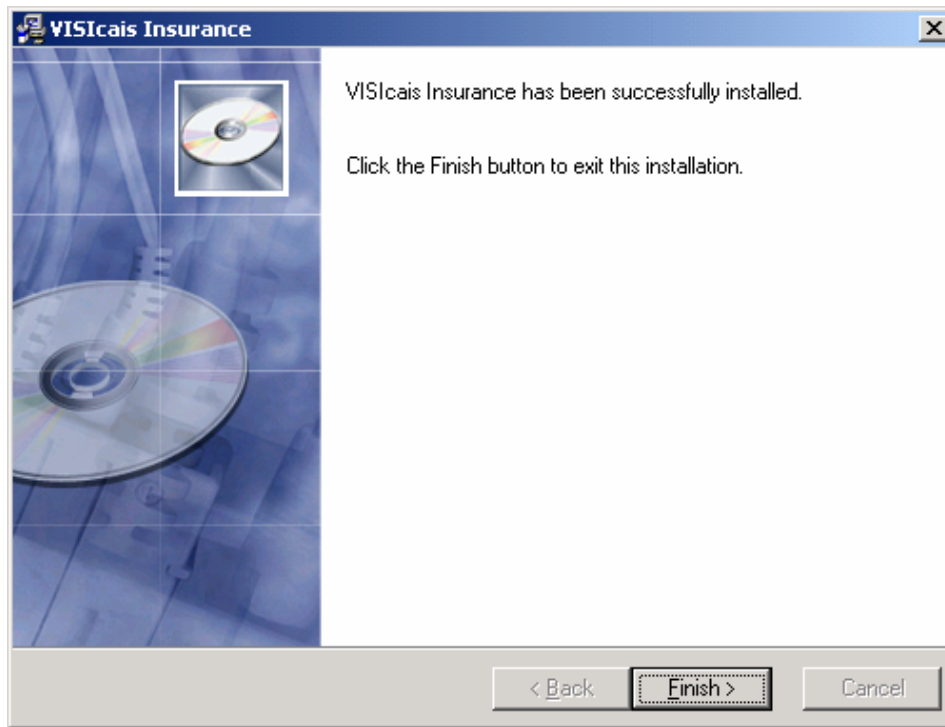 VISIcais Insurance
VISIcais Insurance has been successfully installed.
Click the Finish button to exit this installation.
< Back
Finish >
Cancel